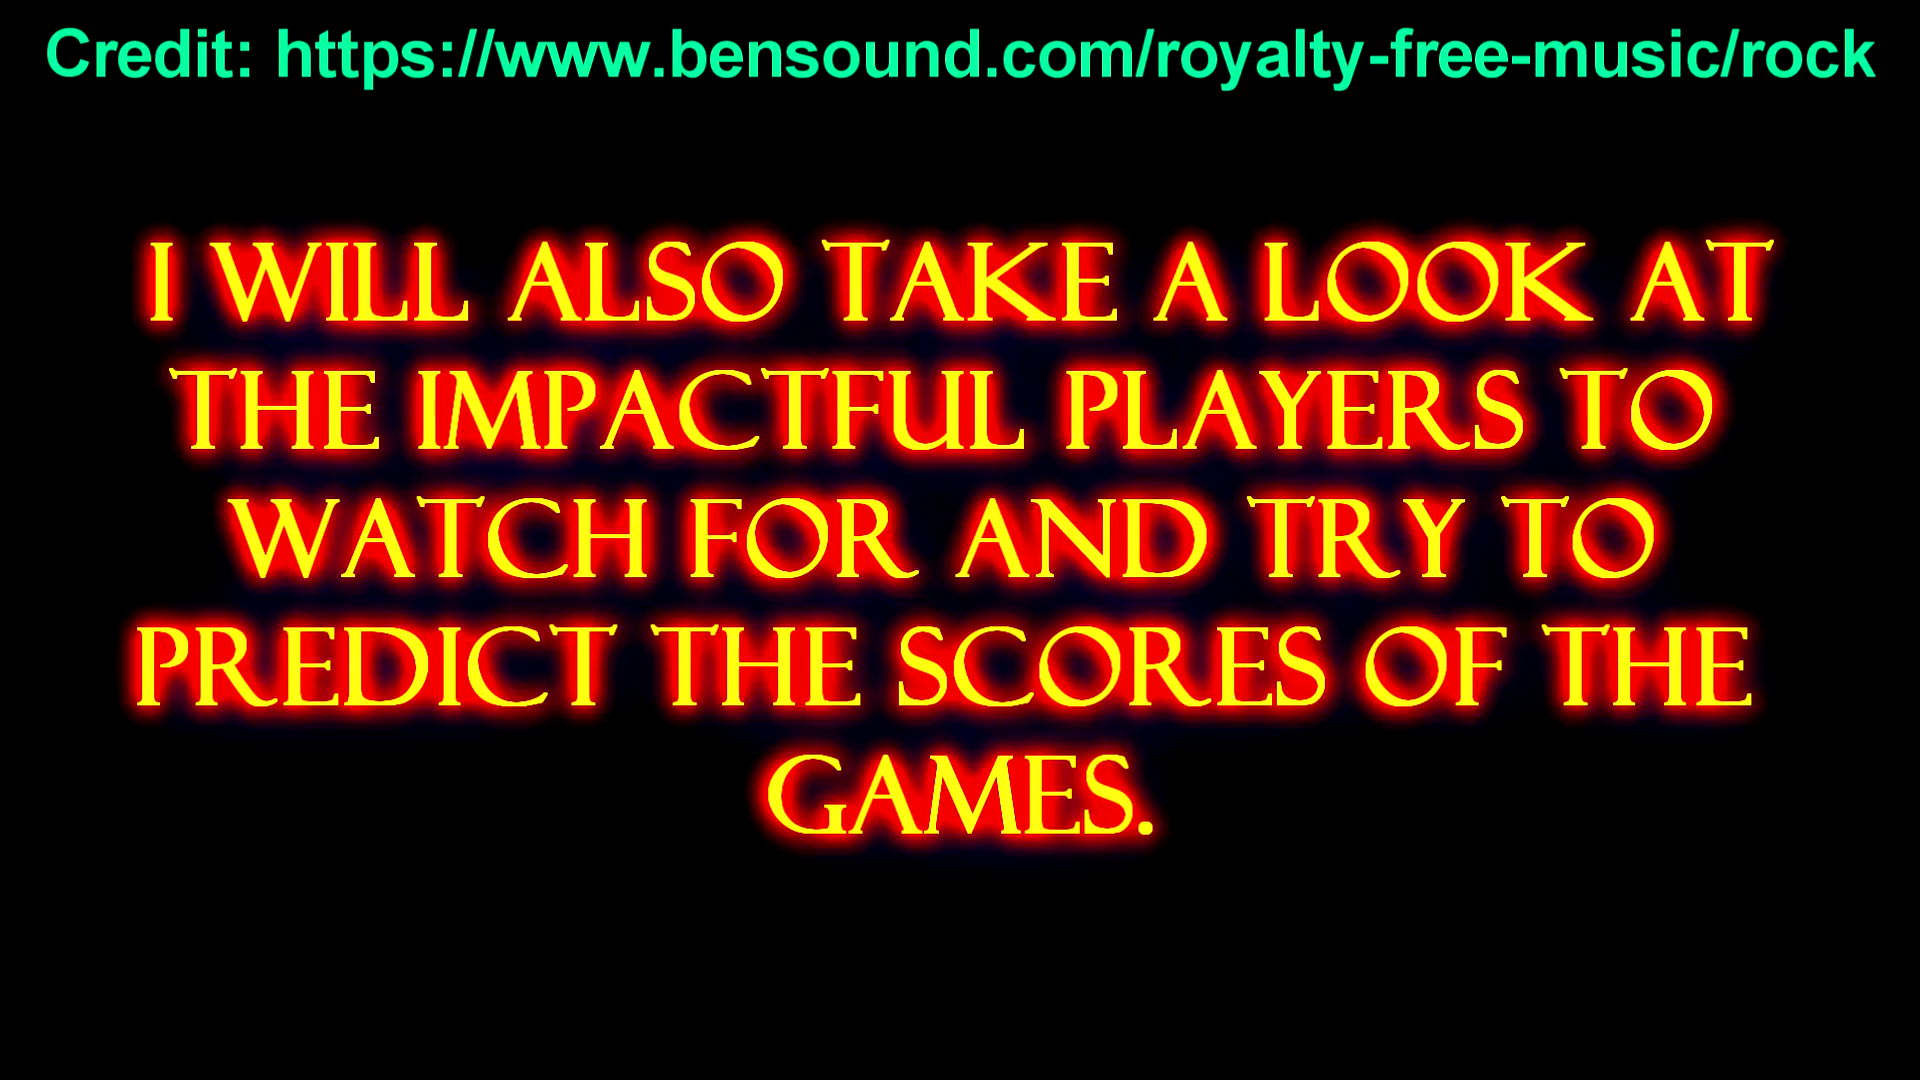 Credit: https://www.bensound.com/royalty-free-music/rock
I WILL ALSO TAKE A LOOK AT
THE IMPACTFUL PLAYERS TO
WATCH FOR AND TRY TO
PREDICT THE SCORES OF THE
GAMES.